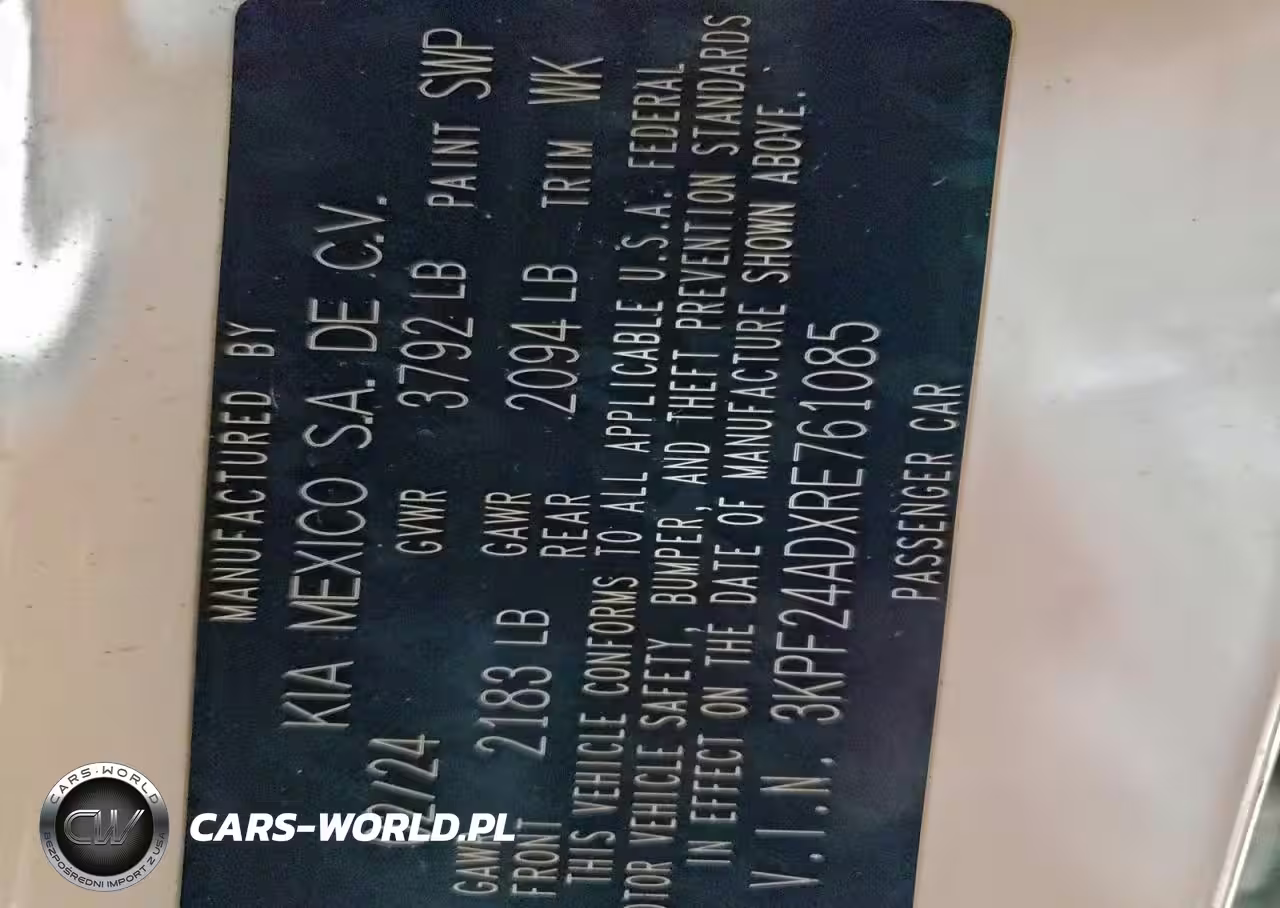 MANUFACTURED BY
KIA MEXICO S.A. DE C.V.
02/24 GVWR 3792 LB PAINT SWP
GAWR FRONT 2183 LB GAWR REAR 2094 LB TRIM WK
THIS VEHICLE CONFORMS TO ALL APPLICABLE U.S.A. FEDERAL
OTOR VEHICLE SAFETY, BUMPER, AND THEFT PREVENTION STANDARDS
IN EFFECT ON THE DATE OF MANUFACTURE SHOWN ABOVE.
V.I.N. 3KPF24ADXRE761085
PASSENGER CAR
CARS-WORLD
CW
BEZPOŚREDNI IMPORT Z USA
CARS-WORLD.PL